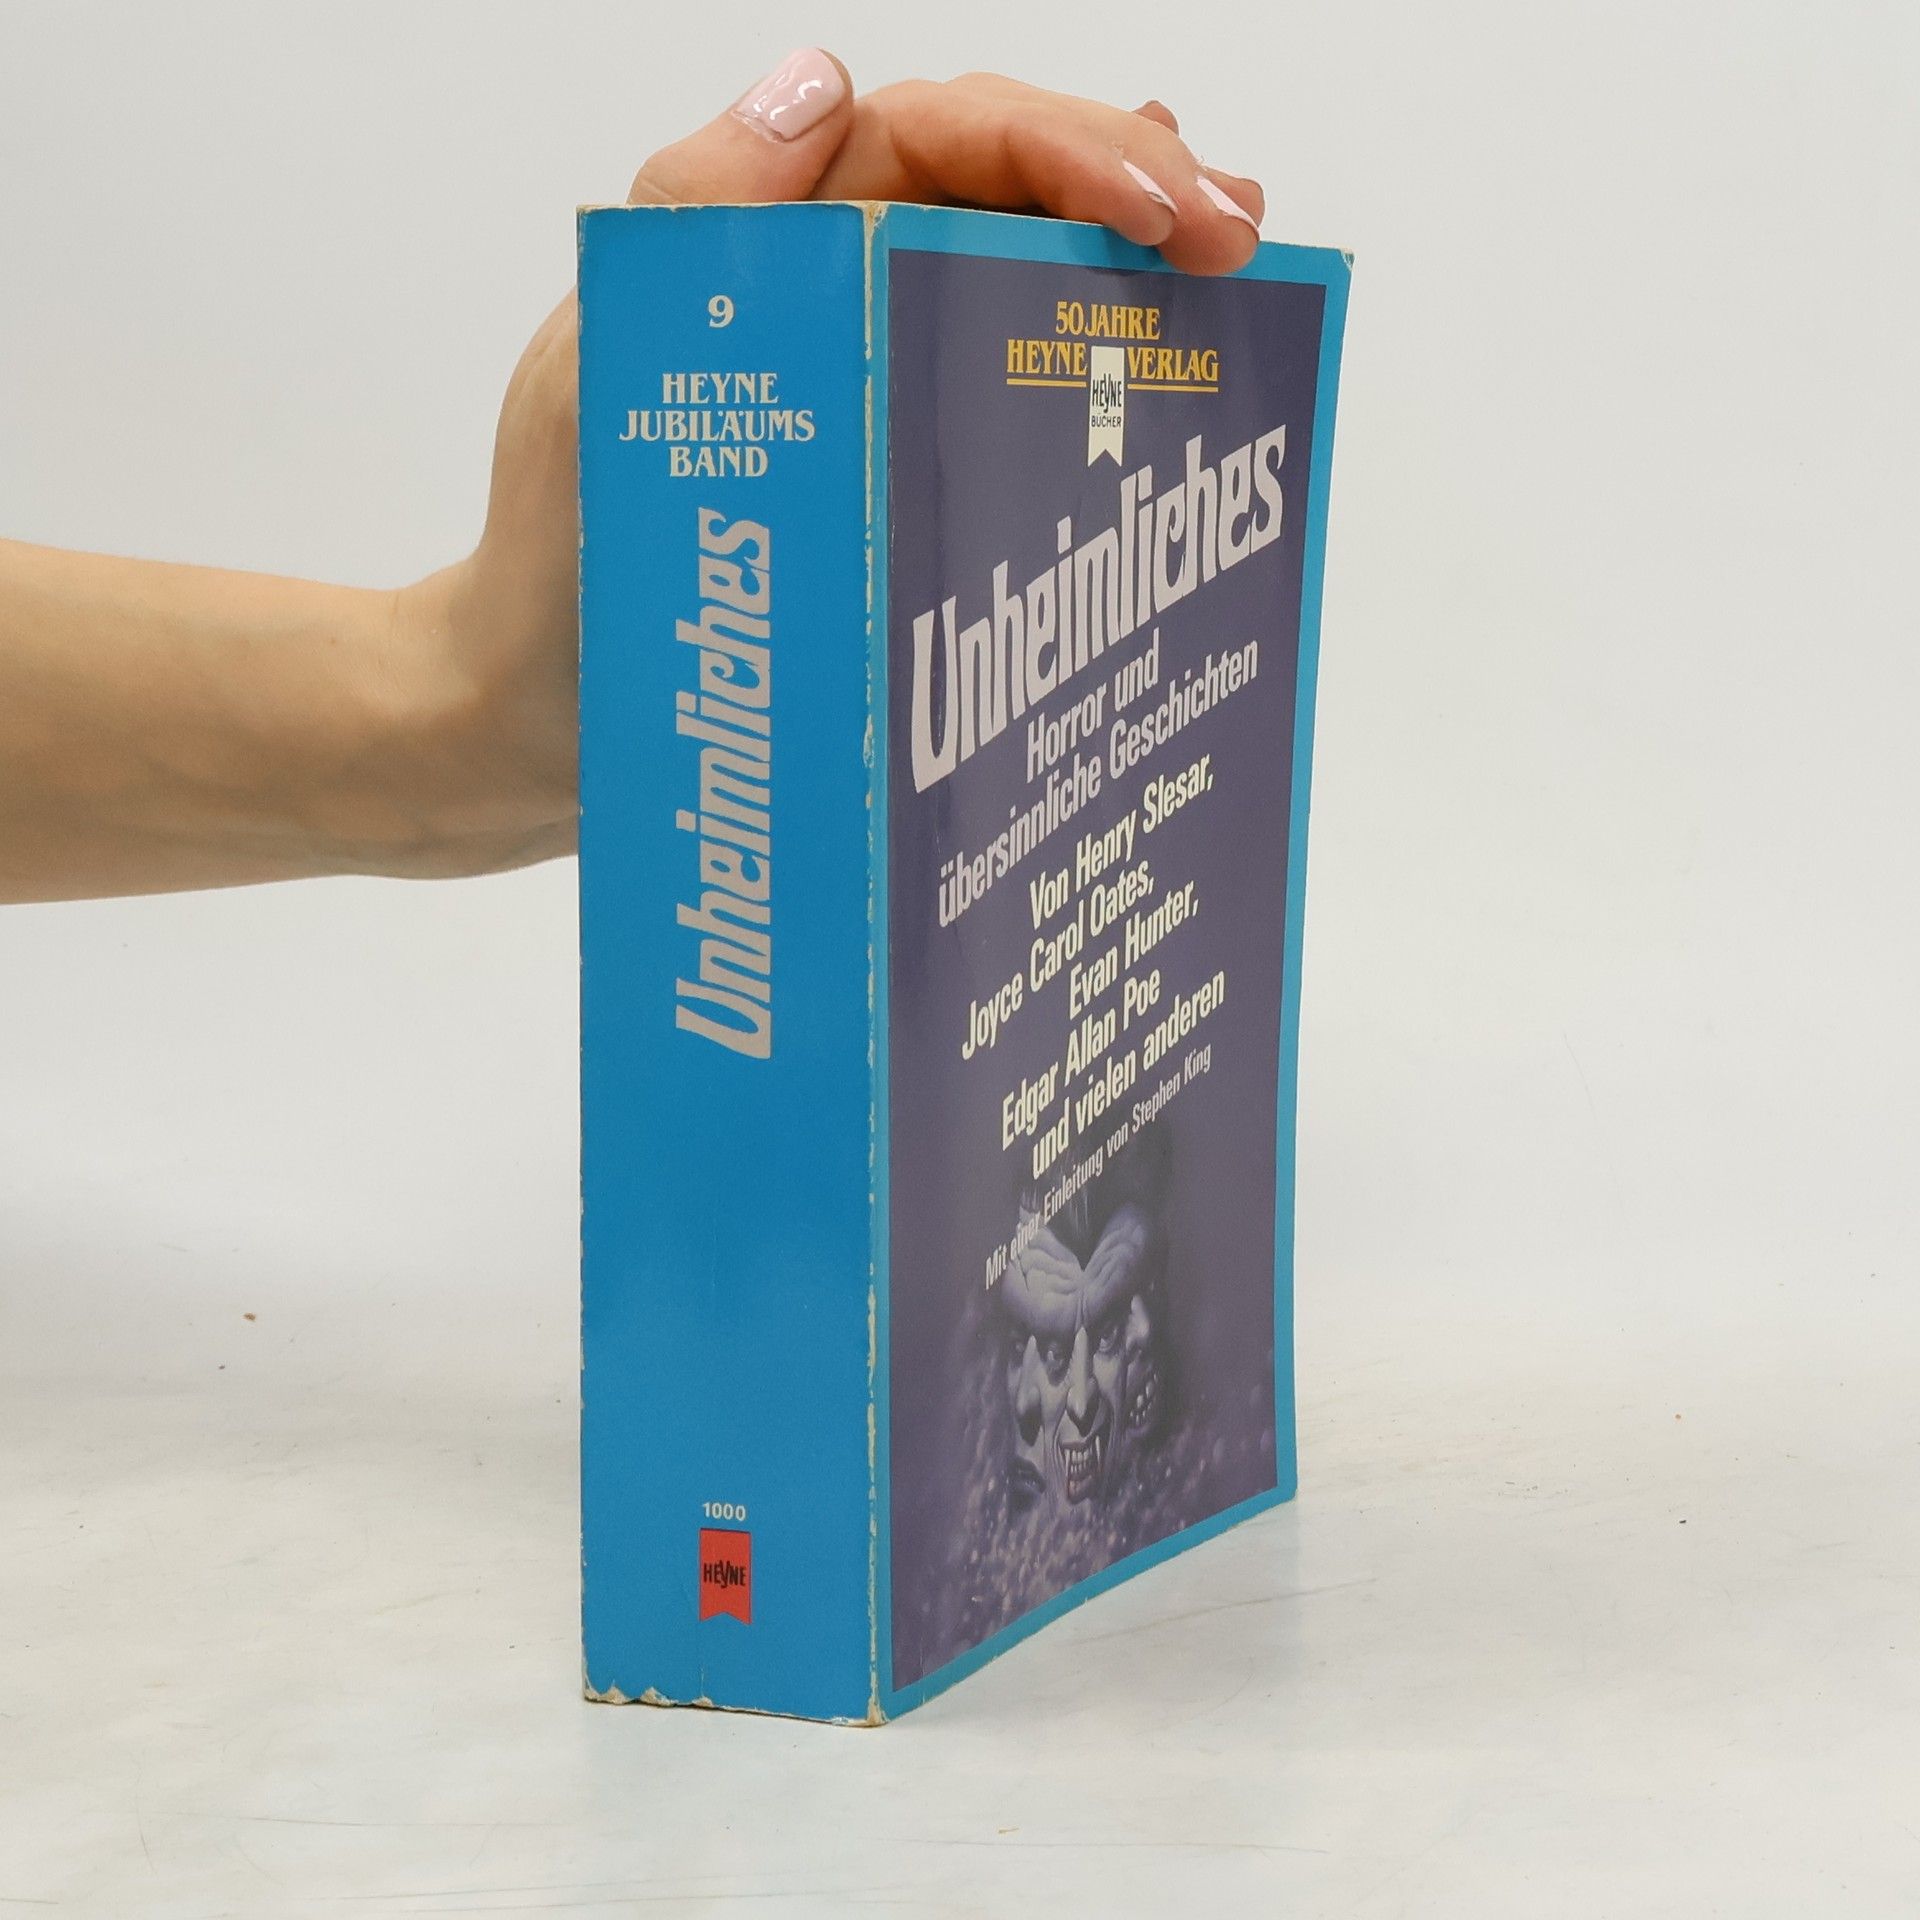 9
HEYNE
JUBILÄUMS
BAND
Unheimliches
1000
HEYNE
50 JAHRE
HEYNE VERLAG
HEYNE
BÜCHER
Unheimliches
Horror und
übersinnliche Geschichten
Von Henry Slesar,
Joyce Carol Oates,
Evan Hunter,
Edgar Allan Poe
und vielen anderen
Mit einer Einleitung von Stephen King